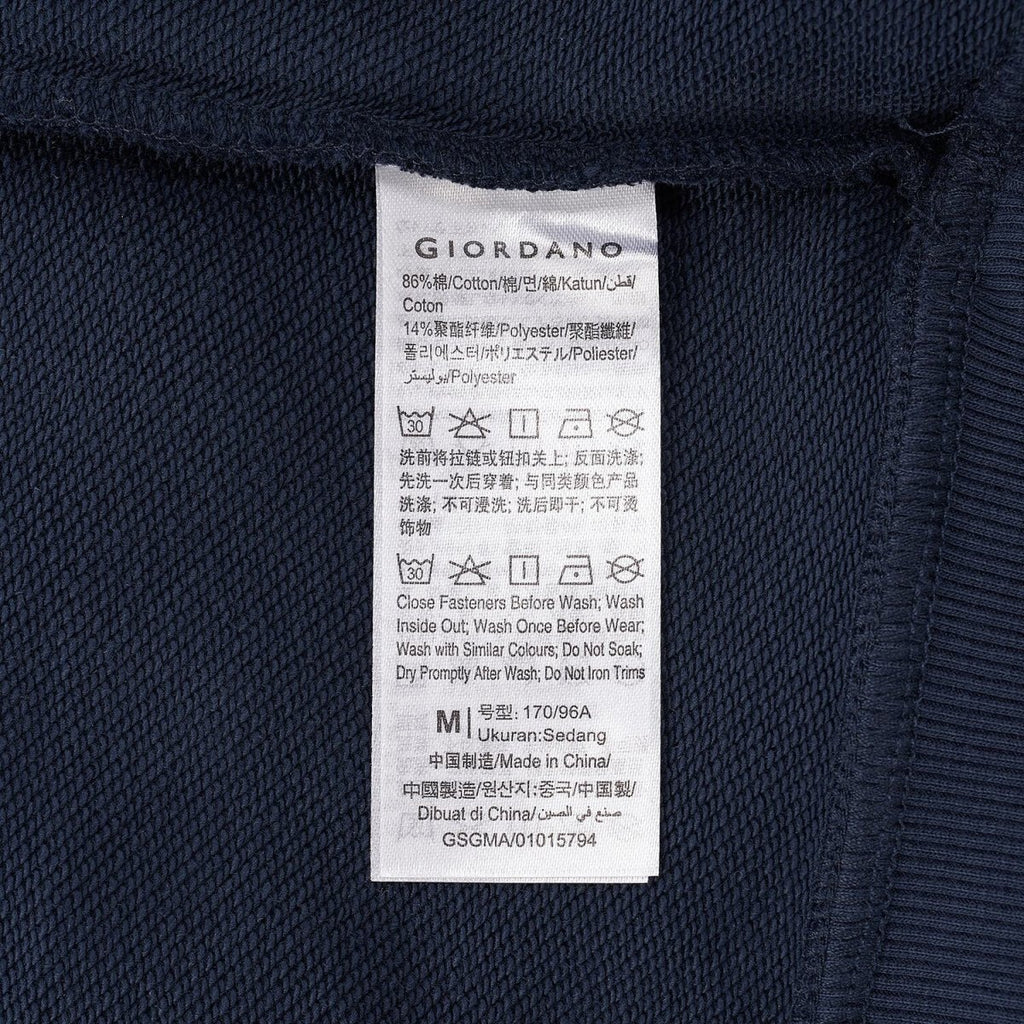 GIORDANO
86%棉/Cotton/棉/면/綿/Katun/قطن/
Coton
14%聚酯纤维/Polyester/聚酯纖維/
폴리에스터/ポリエステル/Poliester/
بوليستر/Polyester
30
洗前将拉链或钮扣关上; 反面洗涤;
先洗一次后穿着; 与同类颜色产品
洗涤; 不可浸洗; 洗后即干; 不可烫
饰物
30
Close Fasteners Before Wash; Wash
Inside Out; Wash Once Before Wear;
Wash with Similar Colours; Do Not Soak;
Dry Promptly After Wash; Do Not Iron Trims
M 号型: 170/96A
Ukuran:Sedang
中国制造/Made in China/
中國製造/원산지:중국/中国製/
Dibuat di China/صنع في الصين
GSGMA/01015794